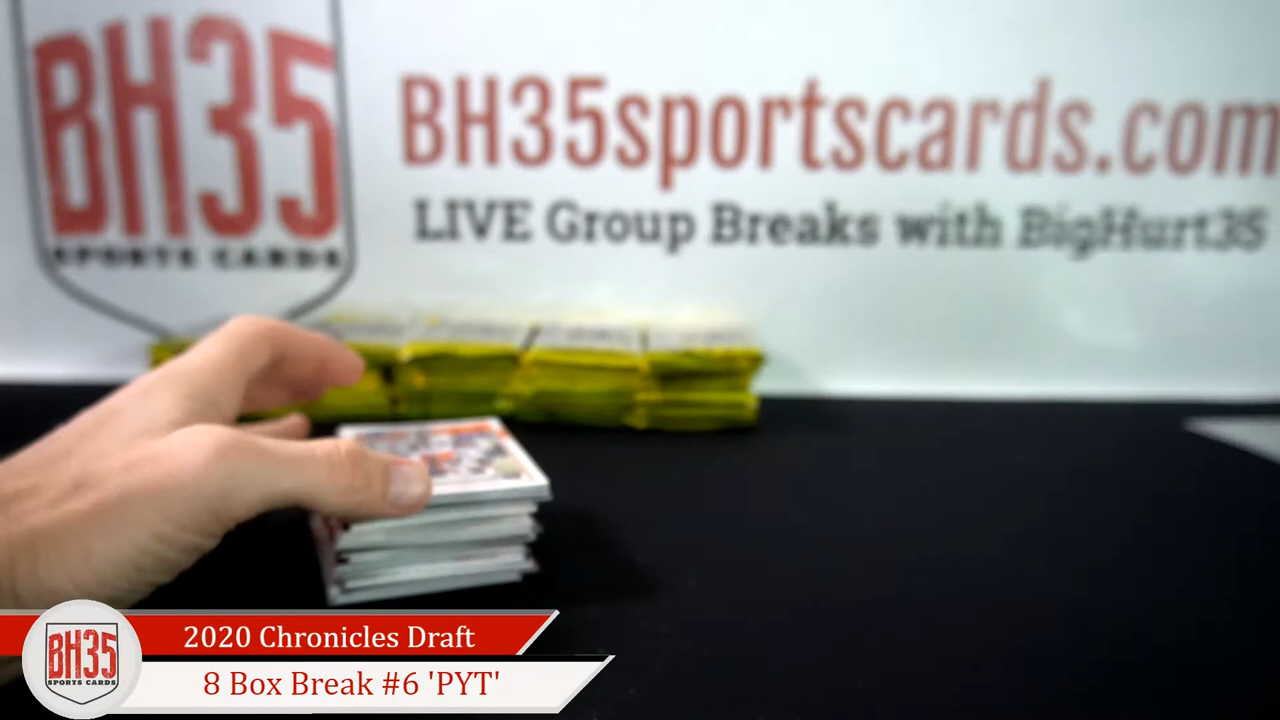 BH35
SPORTS CARDS
BH35sportscards.com
LIVE Group Breaks with BigHurt35
2020 Chronicles Draft
8 Box Break #6 'PYT'
BH35
SPORTS CARDS